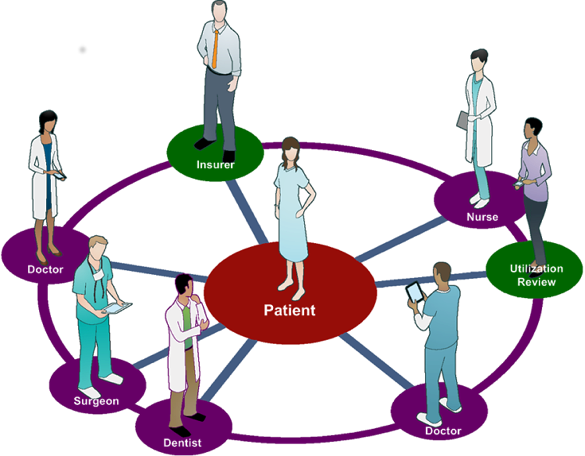 Insurer
Nurse
Doctor
Utilization
Review
Patient
Surgeon
Dentist
Doctor